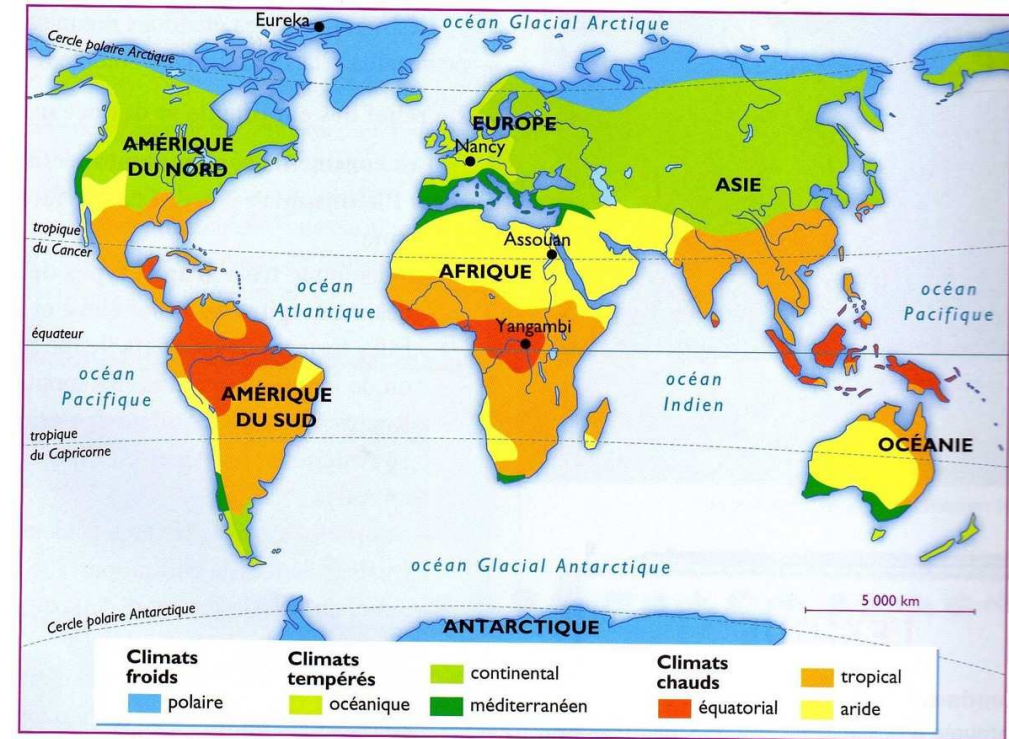 Eureka
océan Glacial Arctique
Cercle polaire Arctique
AMÉRIQUE
DU NORD
EUROPE
Nancy
ASIE
tropique
du Cancer
Assouan
AFRIQUE
océan
Atlantique
océan
Pacifique
Yangambi
équateur
océan
Pacifique
AMÉRIQUE
DU SUD
océan
Indien
tropique
du Capricorne
OCÉANIE
océan Glacial Antarctique
5 000 km
Cercle polaire Antarctique
ANTARCTIQUE
Climats
froids
polaire
Climats
tempérés
océanique
continental
méditerranéen
Climats
chauds
équatorial
tropical
aride